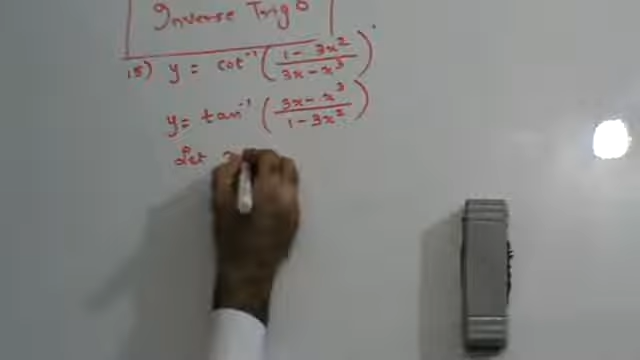 Inverse Trig
15) y = cot⁻¹ ( (1 - 3x²) / (3x - x³) )
y = tan⁻¹ ( (3x - x³) / (1 - 3x²) )
Let